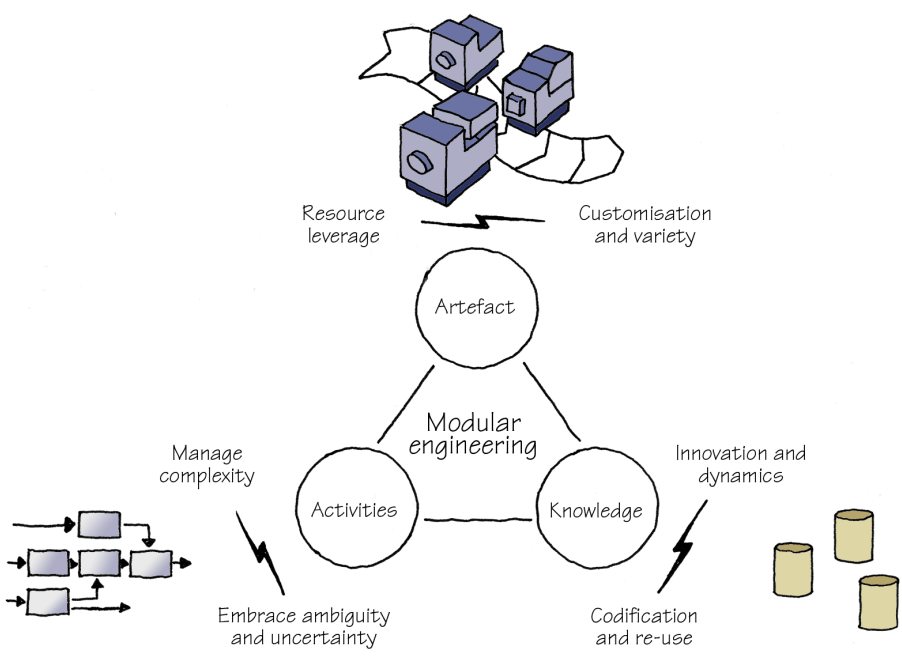 Resource
leverage
Customisation
and variety
Artefact
Modular
engineering
Manage
complexity
Innovation and
dynamics
Activities
Knowledge
Embrace ambiguity
and uncertainty
Codification
and re-use